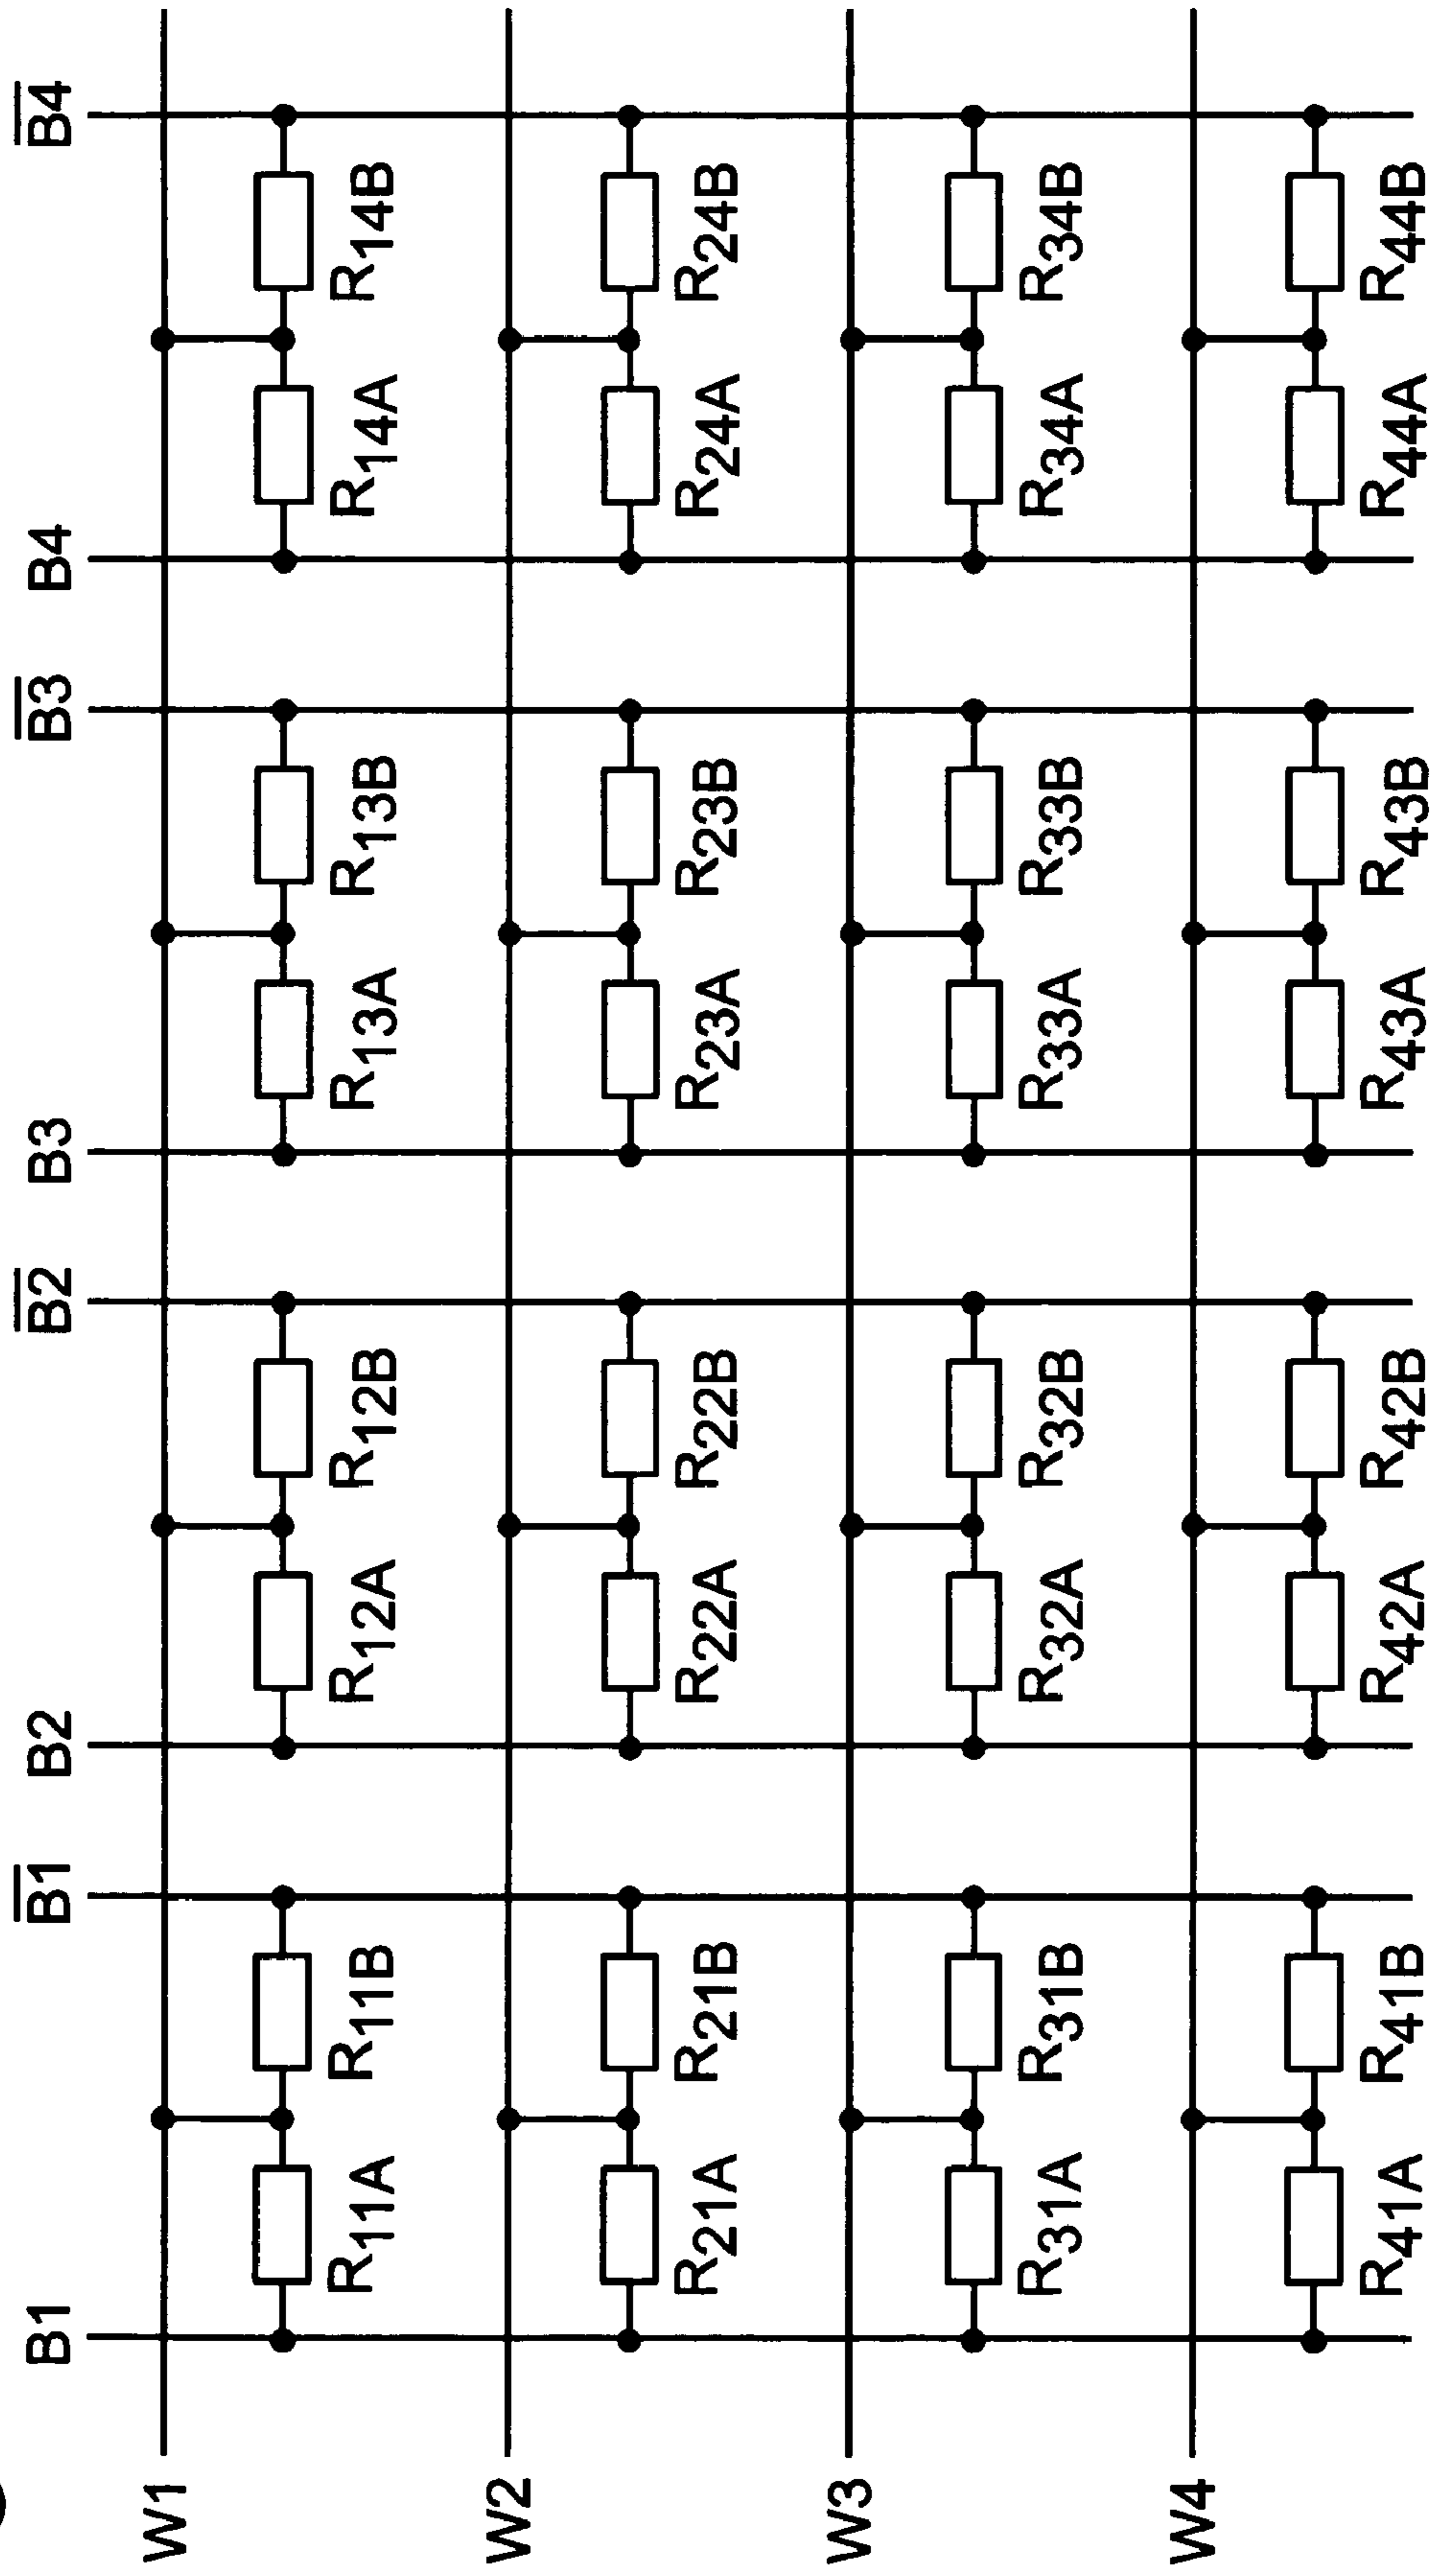 B1 B̅1̅ B2 B̅2̅ B3 B̅3̅ B4 B̅4̅
W1
R11A R11B R12A R12B R13A R13B R14A R14B
W2
R21A R21B R22A R22B R23A R23B R24A R24B
W3
R31A R31B R32A R32B R33A R33B R34A R34B
W4
R41A R41B R42A R42B R43A R43B R44A R44B